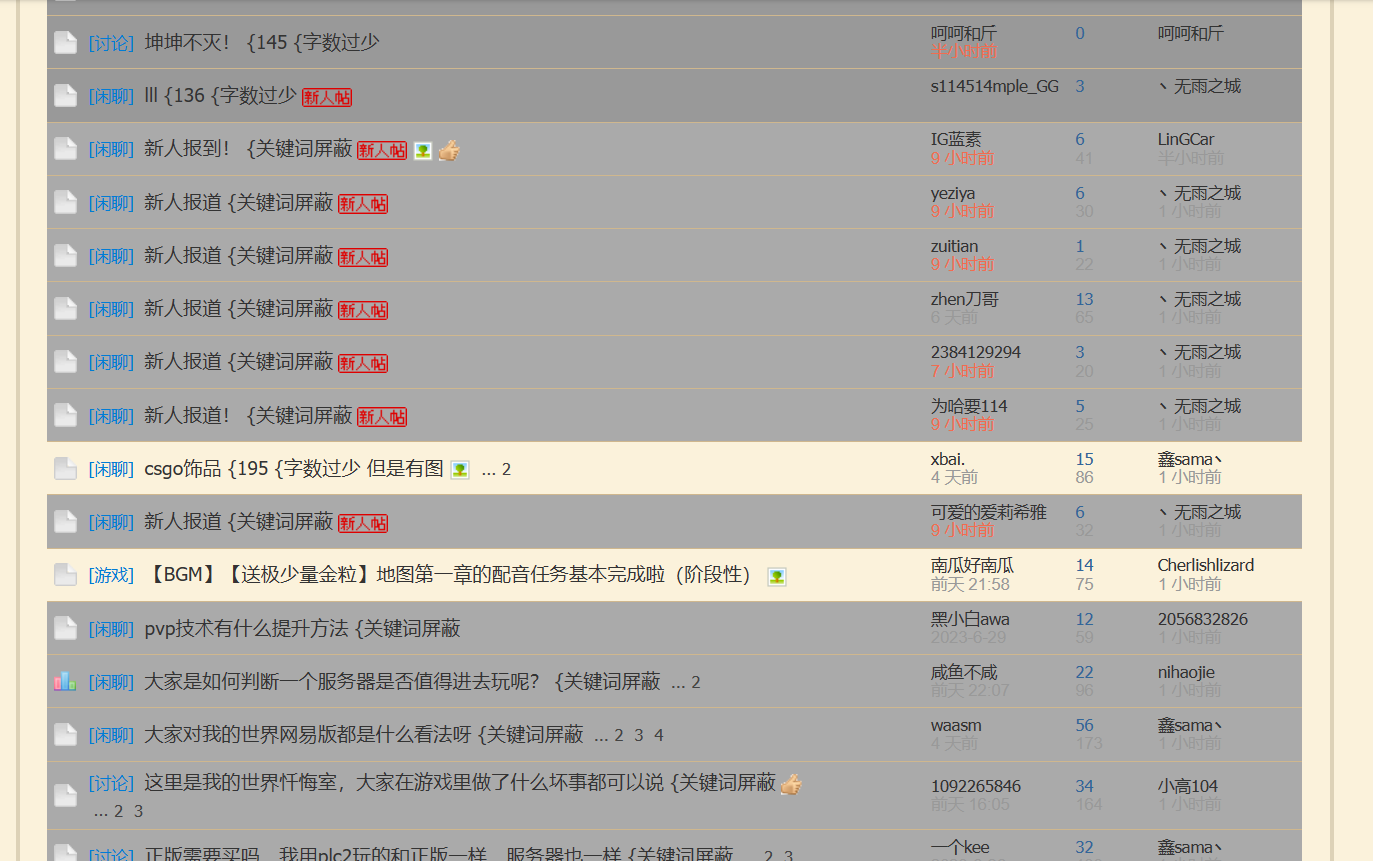 [讨论] 坤坤不灭！ {145 {字数过少 呵呵和斤 0 呵呵和斤
半小时前
[闲聊] lll {136 {字数过少 新人帖 s114514mple_GG 3 丶无雨之城
[闲聊] 新人报到！ {关键词屏蔽 新人帖 IG蓝素 6 LinGCar
9 小时前 41 半小时前
[闲聊] 新人报道 {关键词屏蔽 新人帖 yeziya 6 丶无雨之城
9 小时前 30 1 小时前
[闲聊] 新人报道 {关键词屏蔽 新人帖 zuitian 1 丶无雨之城
9 小时前 22 1 小时前
[闲聊] 新人报道 {关键词屏蔽 新人帖 zhen刀哥 13 丶无雨之城
6 天前 65 1 小时前
[闲聊] 新人报道 {关键词屏蔽 新人帖 2384129294 3 丶无雨之城
7 小时前 20 1 小时前
[闲聊] 新人报道！ {关键词屏蔽 新人帖 为哈要114 5 丶无雨之城
9 小时前 25 1 小时前
[闲聊] csgo饰品 {195 {字数过少 但是有图 ... 2 xbai. 15 鑫sama丶
4 天前 86 1 小时前
[闲聊] 新人报道 {关键词屏蔽 新人帖 可爱的爱莉希雅 6 丶无雨之城
9 小时前 32 1 小时前
[游戏] 【BGM】【送极少量金粒】地图第一章的配音任务基本完成啦（阶段性） 南瓜好南瓜 14 Cherlishlizard
前天 21:58 75 1 小时前
[闲聊] pvp技术有什么提升方法 {关键词屏蔽 黑小白awa 12 2056832826
2023-6-29 59 1 小时前
[闲聊] 大家是如何判断一个服务器是否值得进去玩呢？ {关键词屏蔽 ... 2 咸鱼不咸 22 nihaojie
前天 22:07 96 1 小时前
[闲聊] 大家对我的世界网易版都是什么看法呀 {关键词屏蔽 ... 2 3 4 waasm 56 鑫sama丶
4 天前 173 1 小时前
[讨论] 这里是我的世界忏悔室，大家在游戏里做了什么坏事都可以说 {关键词屏蔽 1092265846 34 小高104
... 2 3 前天 16:05 164 1 小时前
[讨论] 正版需要买吗，我用plc2玩的和正版一样，服务器也一样 {关键词屏蔽 ... 2 3 一个kee 32 鑫sama丶